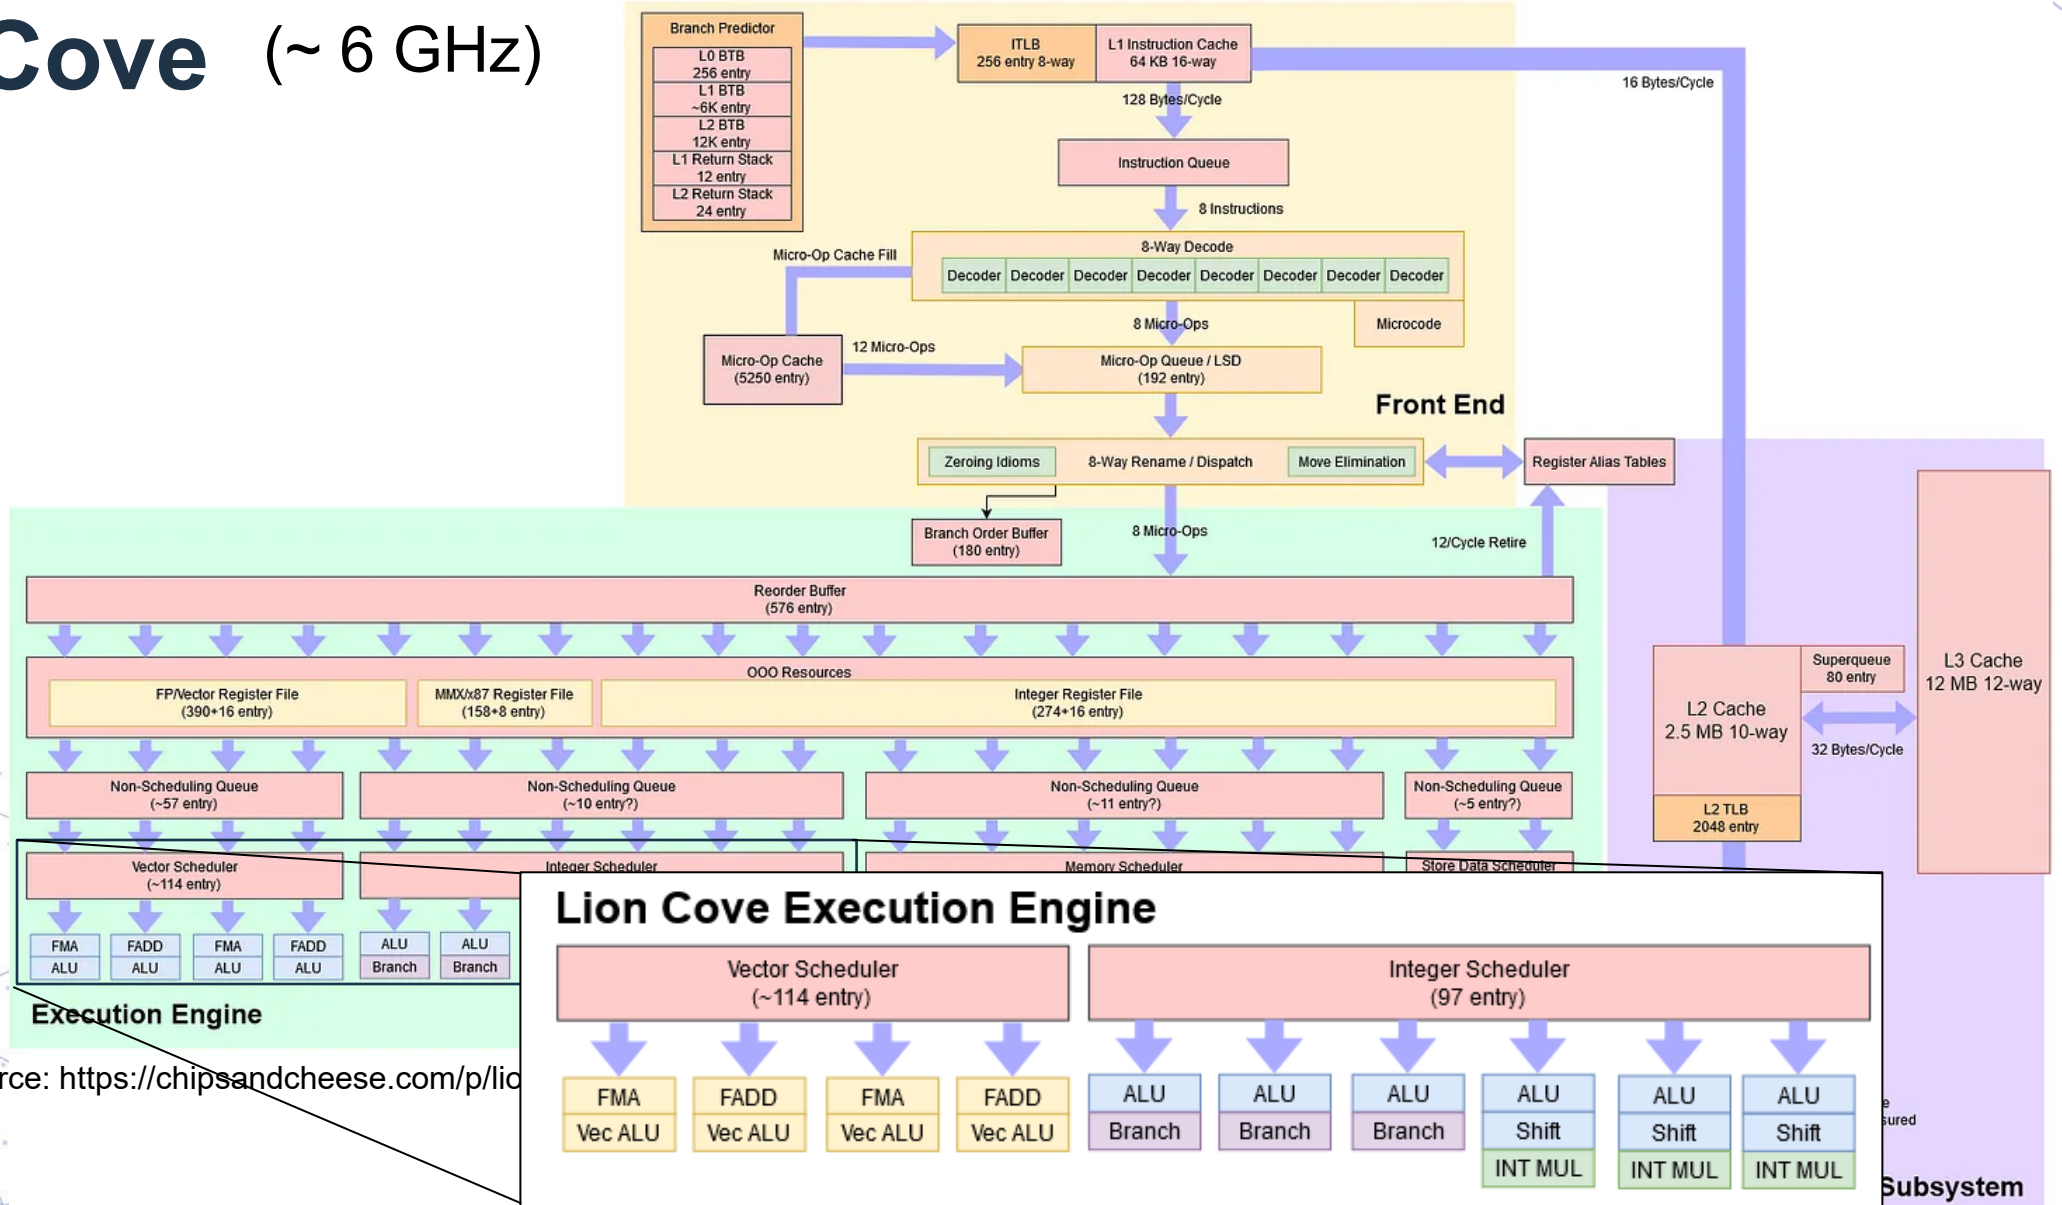 Cove (~ 6 GHz)
Branch Predictor
L0 BTB
256 entry
L1 BTB
~6K entry
L2 BTB
12K entry
L1 Return Stack
12 entry
L2 Return Stack
24 entry
ITLB
256 entry 8-way
L1 Instruction Cache
64 KB 16-way
16 Bytes/Cycle
128 Bytes/Cycle
Instruction Queue
8 Instructions
8-Way Decode
Decoder Decoder Decoder Decoder Decoder Decoder Decoder Decoder
Micro-Op Cache Fill
Microcode
8 Micro-Ops
Micro-Op Cache
(5250 entry)
12 Micro-Ops
Micro-Op Queue / LSD
(192 entry)
Front End
Zeroing Idioms
8-Way Rename / Dispatch
Move Elimination
Register Alias Tables
Branch Order Buffer
(180 entry)
8 Micro-Ops
12/Cycle Retire
Reorder Buffer
(576 entry)
OOO Resources
FP/Vector Register File
(390+16 entry)
MMX/x87 Register File
(158+8 entry)
Integer Register File
(274+16 entry)
Non-Scheduling Queue
(~57 entry)
Non-Scheduling Queue
(~10 entry?)
Non-Scheduling Queue
(~11 entry?)
Non-Scheduling Queue
(~5 entry?)
Vector Scheduler
(~114 entry)
Integer Scheduler
Memory Scheduler
Store Data Scheduler
FMA
ALU
FADD
ALU
FMA
ALU
FADD
ALU
ALU
Branch
ALU
Branch
Execution Engine
L2 Cache
2.5 MB 10-way
Superqueue
80 entry
L3 Cache
12 MB 12-way
32 Bytes/Cycle
L2 TLB
2048 entry
Lion Cove Execution Engine
Vector Scheduler
(~114 entry)
Integer Scheduler
(97 entry)
FMA
Vec ALU
FADD
Vec ALU
FMA
Vec ALU
FADD
Vec ALU
ALU
Branch
ALU
Branch
ALU
Branch
ALU
Shift
INT MUL
ALU
Shift
INT MUL
ALU
Shift
INT MUL
rce: https://chipsandcheese.com/p/lio
e
sured
Subsystem